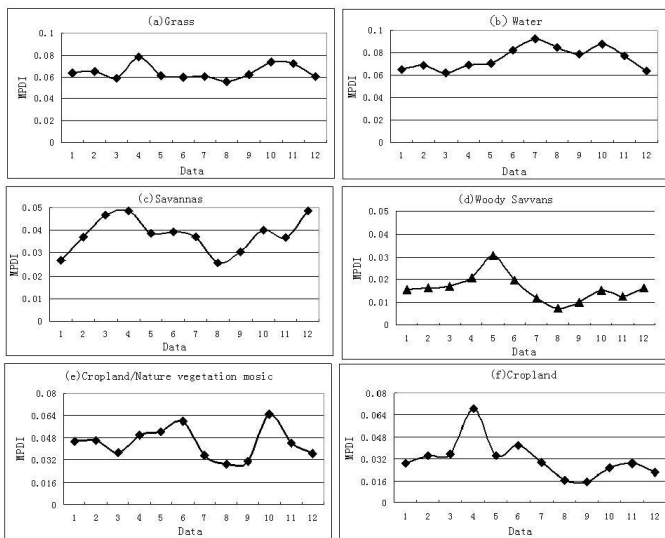 (a)Grass
0.1
0.08
0.06
0.04
0.02
0
MPDI
1 2 3 4 5 6 7 8 9 10 11 12
Data
(b) Water
0.1
0.08
0.06
0.04
0.02
0
MPDI
1 2 3 4 5 6 7 8 9 10 11 12
Data
(c)Savannas
0.05
0.04
0.03
0.02
0.01
0
MPDI
1 2 3 4 5 6 7 8 9 10 11 12
Data
(d)Woody Savvans
0.05
0.04
0.03
0.02
0.01
0
MPDI
1 2 3 4 5 6 7 8 9 10 11 12
Data
(e)Cropland/Nature vegetation mosic
0.08
0.064
0.048
0.032
0.016
0
MPDI
1 2 3 4 5 6 7 8 9 10 11 12
Data
(f)Cropland
0.08
0.064
0.048
0.032
0.016
0
MPDI
1 2 3 4 5 6 7 8 9 10 11 12
Data